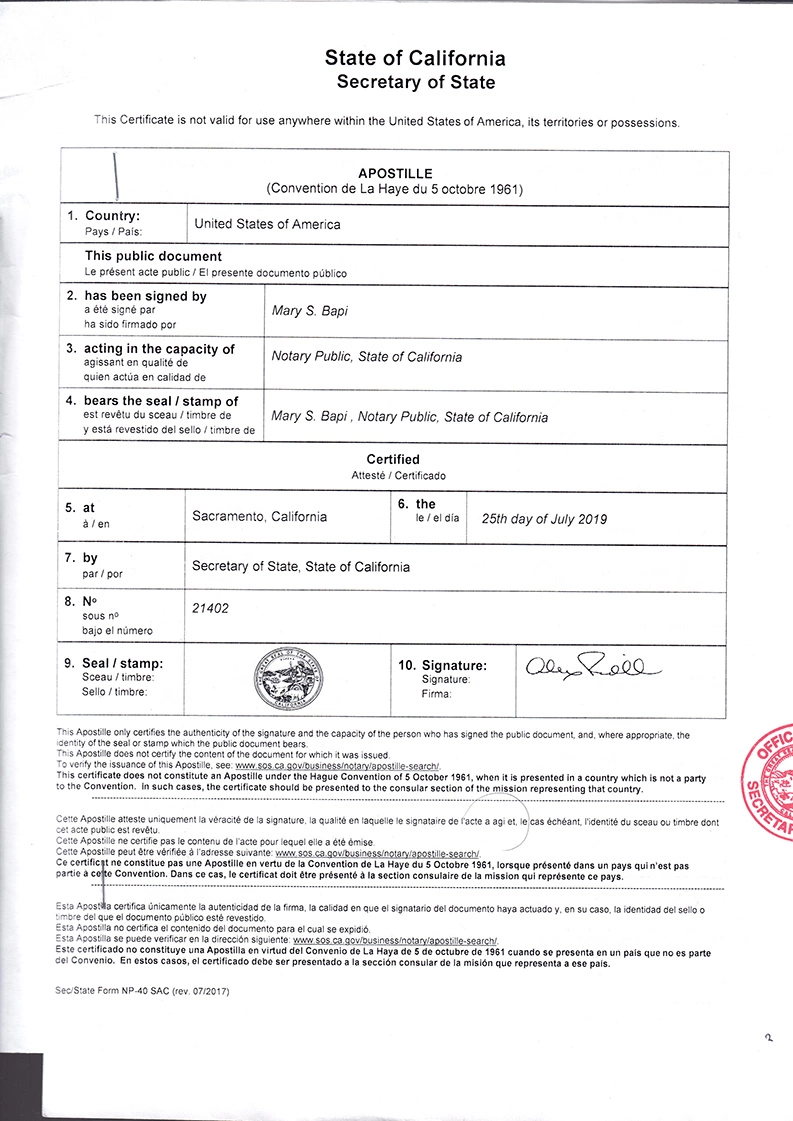 State of California
Secretary of State
This Certificate is not valid for use anywhere within the United States of America, its territories or possessions.
APOSTILLE
(Convention de La Haye du 5 octobre 1961)
1. Country:
Pays / País:
United States of America
This public document
Le présent acte public / El presente documento público
2. has been signed by
a été signé par
ha sido firmado por
Mary S. Bapi
3. acting in the capacity of
agissant en qualité de
quien actúa en calidad de
Notary Public, State of California
4. bears the seal / stamp of
est revêtu du sceau / timbre de
y está revestido del sello / timbre de
Mary S. Bapi , Notary Public, State of California
Certified
Attesté / Certificado
5. at
à / en
Sacramento, California
6. the
le / el día
25th day of July 2019
7. by
par / por
Secretary of State, State of California
8. Nº
sous nº
bajo el número
21402
9. Seal / stamp:
Sceau / timbre:
Sello / timbre:
10. Signature:
Signature:
Firma:
This Apostille only certifies the authenticity of the signature and the capacity of the person who has signed the public document, and, where appropriate, the
identity of the seal or stamp which the public document bears.
This Apostille does not certify the content of the document for which it was issued.
To verify the issuance of this Apostille, see: www.sos.ca.gov/business/notary/apostille-search/.
This certificate does not constitute an Apostille under the Hague Convention of 5 October 1961, when it is presented in a country which is not a party
to the Convention. In such cases, the certificate should be presented to the consular section of the mission representing that country.
Cette Apostille atteste uniquement la véracité de la signature, la qualité en laquelle le signataire de l'acte a agi et, le cas échéant, l'identité du sceau ou timbre dont
cet acte public est revêtu.
Cette Apostille ne certifie pas le contenu de l'acte pour lequel elle a été émise.
Cette Apostille peut être vérifiée à l'adresse suivante: www.sos.ca.gov/business/notary/apostille-search/.
Ce certificat ne constitue pas une Apostille en vertu de la Convention de La Haye du 5 Octobre 1961, lorsque présenté dans un pays qui n'est pas
partie à cette Convention. Dans ce cas, le certificat doit être présenté à la section consulaire de la mission qui représente ce pays.
Esta Apostilla certifica únicamente la autenticidad de la firma, la calidad en que el signatario del documento haya actuado y, en su caso, la identidad del sello o
timbre del que el documento público esté revestido.
Esta Apostilla no certifica el contenido del documento para el cual se expidió.
Esta Apostilla se puede verificar en la dirección siguiente: www.sos.ca.gov/business/notary/apostille-search/.
Este certificado no constituye una Apostilla en virtud del Convenio de La Haya de 5 de octubre de 1961 cuando se presenta en un país que no es parte
del Convenio. En estos casos, el certificado debe ser presentado a la sección consular de la misión que representa a ese país.
Sec/State Form NP-40 SAC (rev. 07/2017)
2